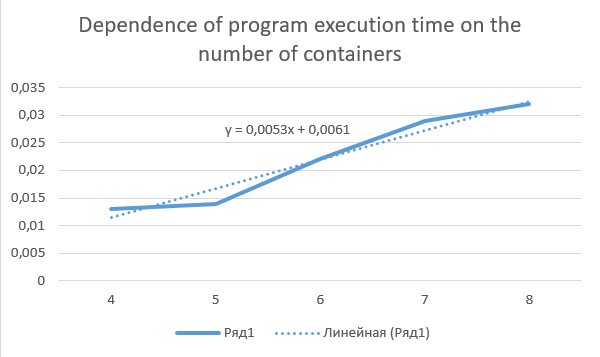 Dependence of program execution time on the
number of containers
0,035
0,03
0,025
0,02
0,015
0,01
0,005
0
y = 0,0053x + 0,0061
4 5 6 7 8
Ряд1 Линейная (Ряд1)